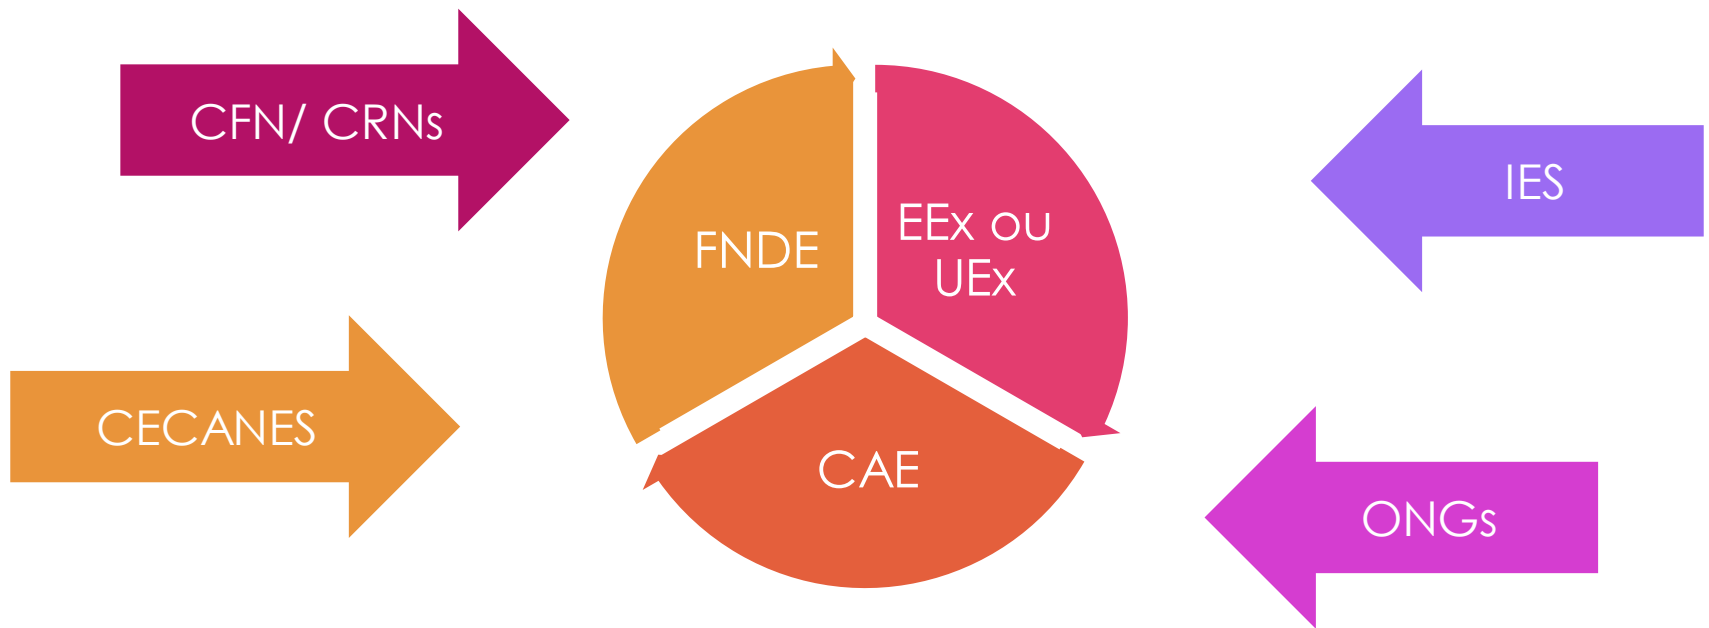 CFN/ CRNs
IES
EEx ou
UEx
FNDE
CECANES
CAE
ONGs